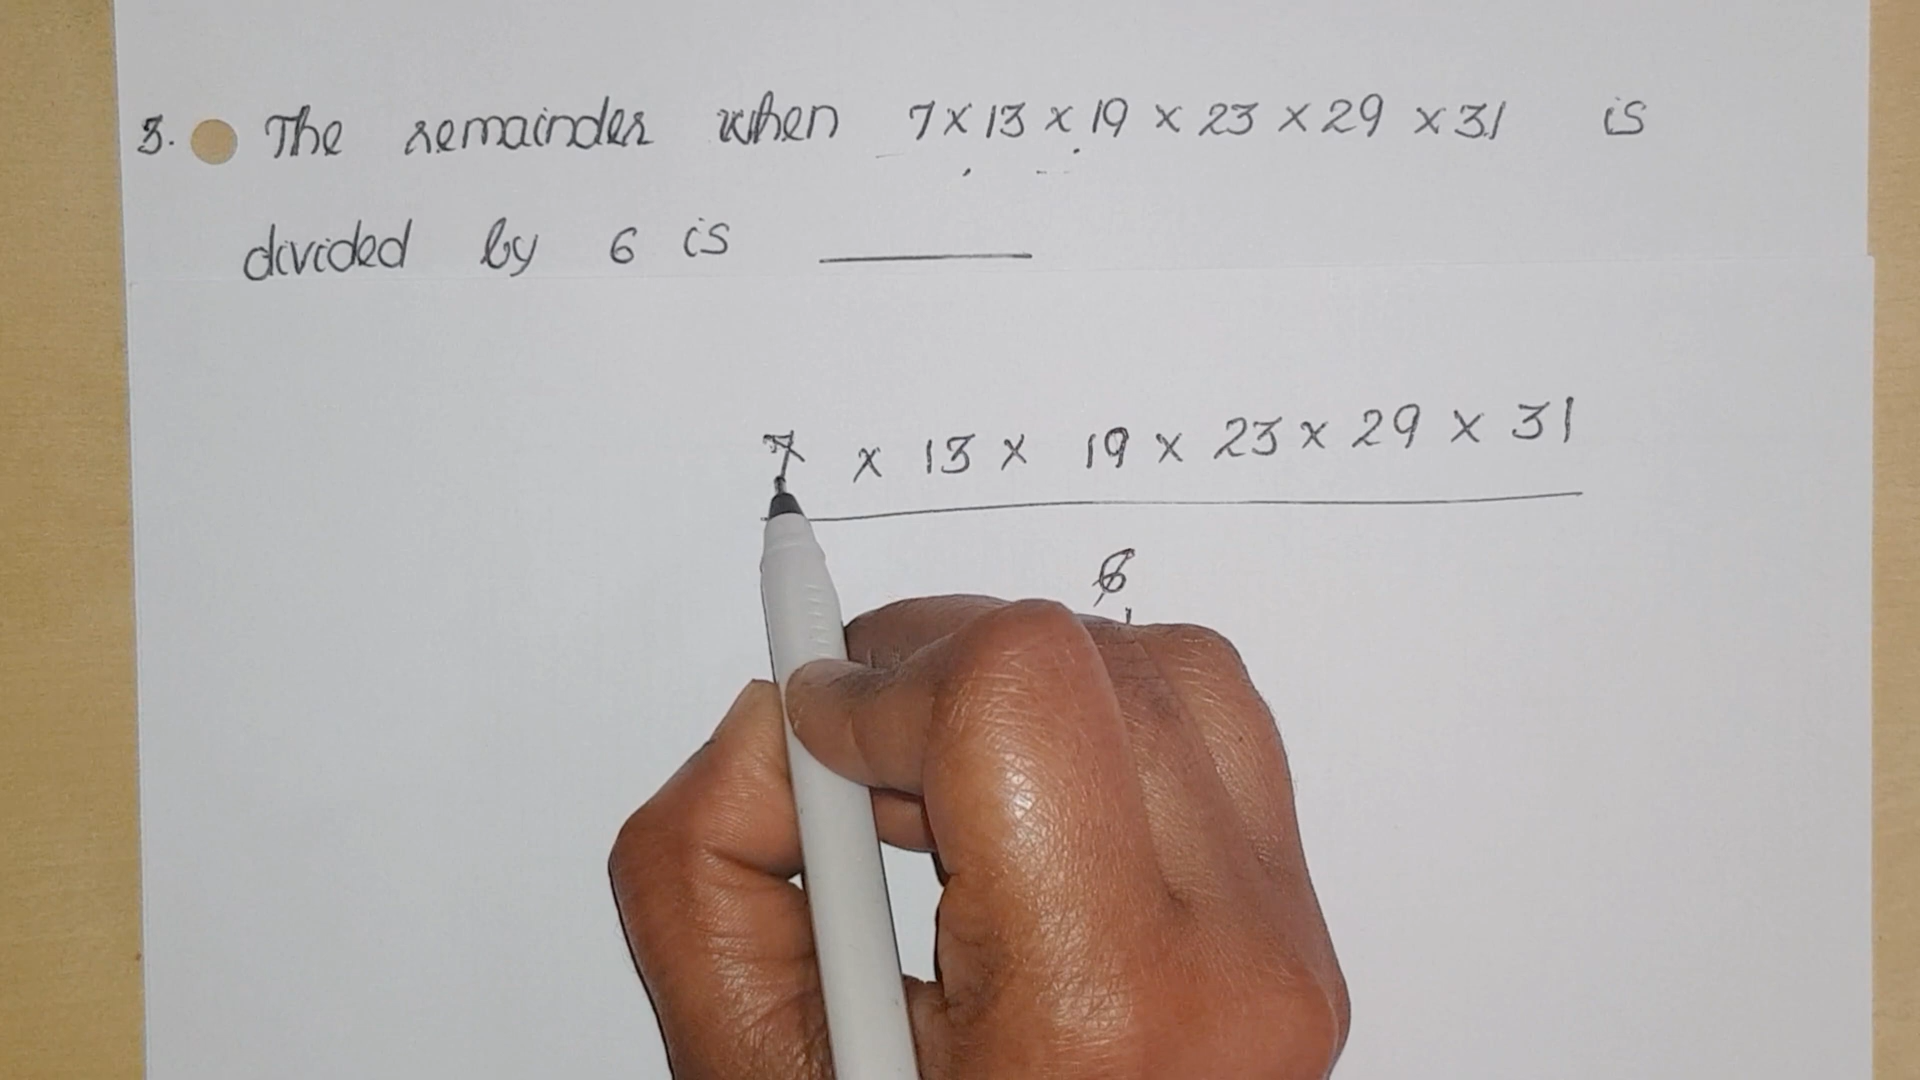 3. The remainder when 7 × 13 × 19 × 23 × 29 × 31 is
divided by 6 is ______
7 × 13 × 19 × 23 × 29 × 31
6